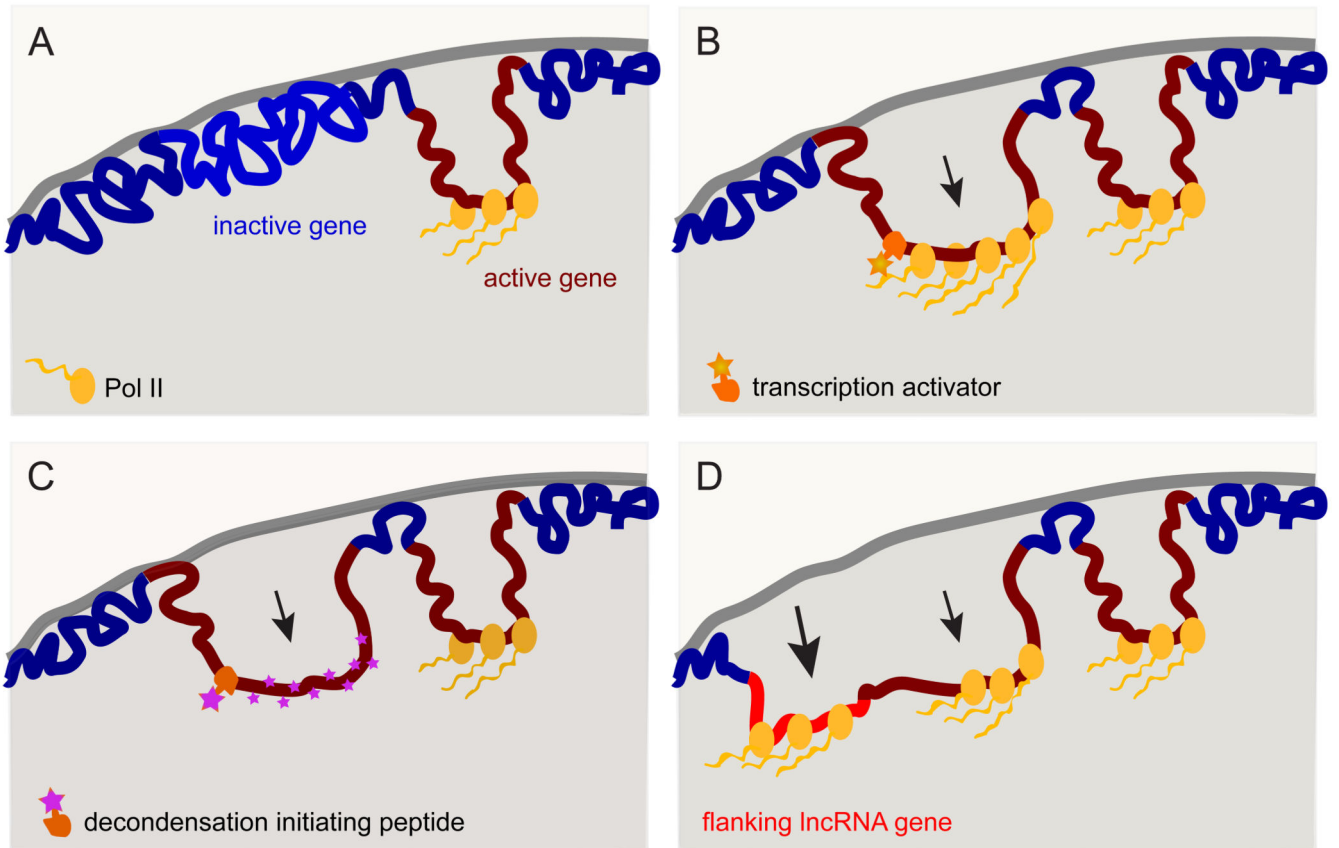 A
inactive gene
active gene
Pol II
B
transcription activator
C
decondensation initiating peptide
D
flanking lncRNA gene